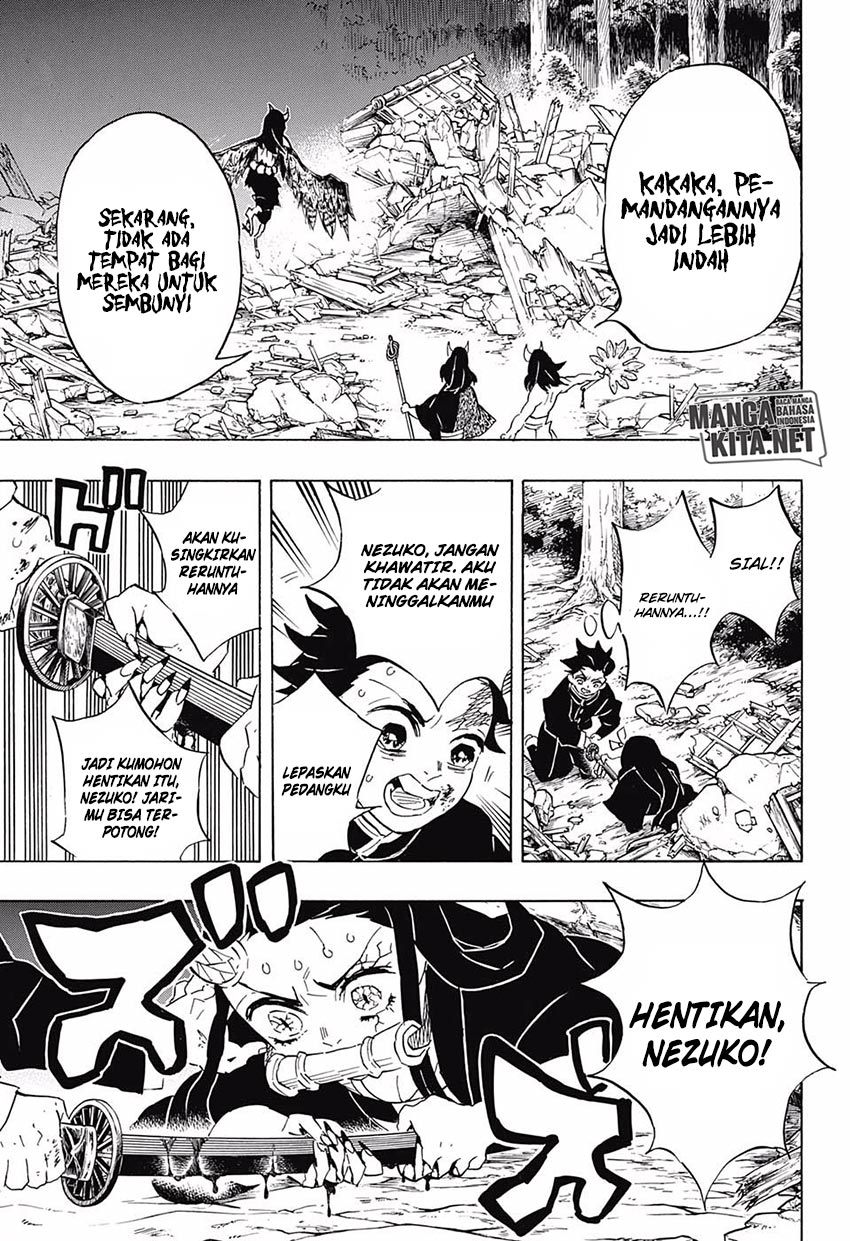 KAKAKA, PE-
MANDANGANNYA
JADI LEBIH
INDAH
SEKARANG,
TIDAK ADA
TEMPAT BAGI
MEREKA UNTUK
SEMBUNYI
MANGA
KITA.NET
BACA MANGA
BAHASA
INDONESIA
SIAL!!
RERUNTU-
HANNYA...!!
NEZUKO, JANGAN
KHAWATIR. AKU
TIDAK AKAN ME-
NINGGALKANMU
LEPASKAN
PEDANGKU
AKAN KU-
SINGKIRKAN
RERUNTU-
HANNYA
JADI KUMOHON
HENTIKAN ITU,
NEZUKO! JARI-
MU BISA TER-
POTONG!
HENTIKAN,
NEZUKO!